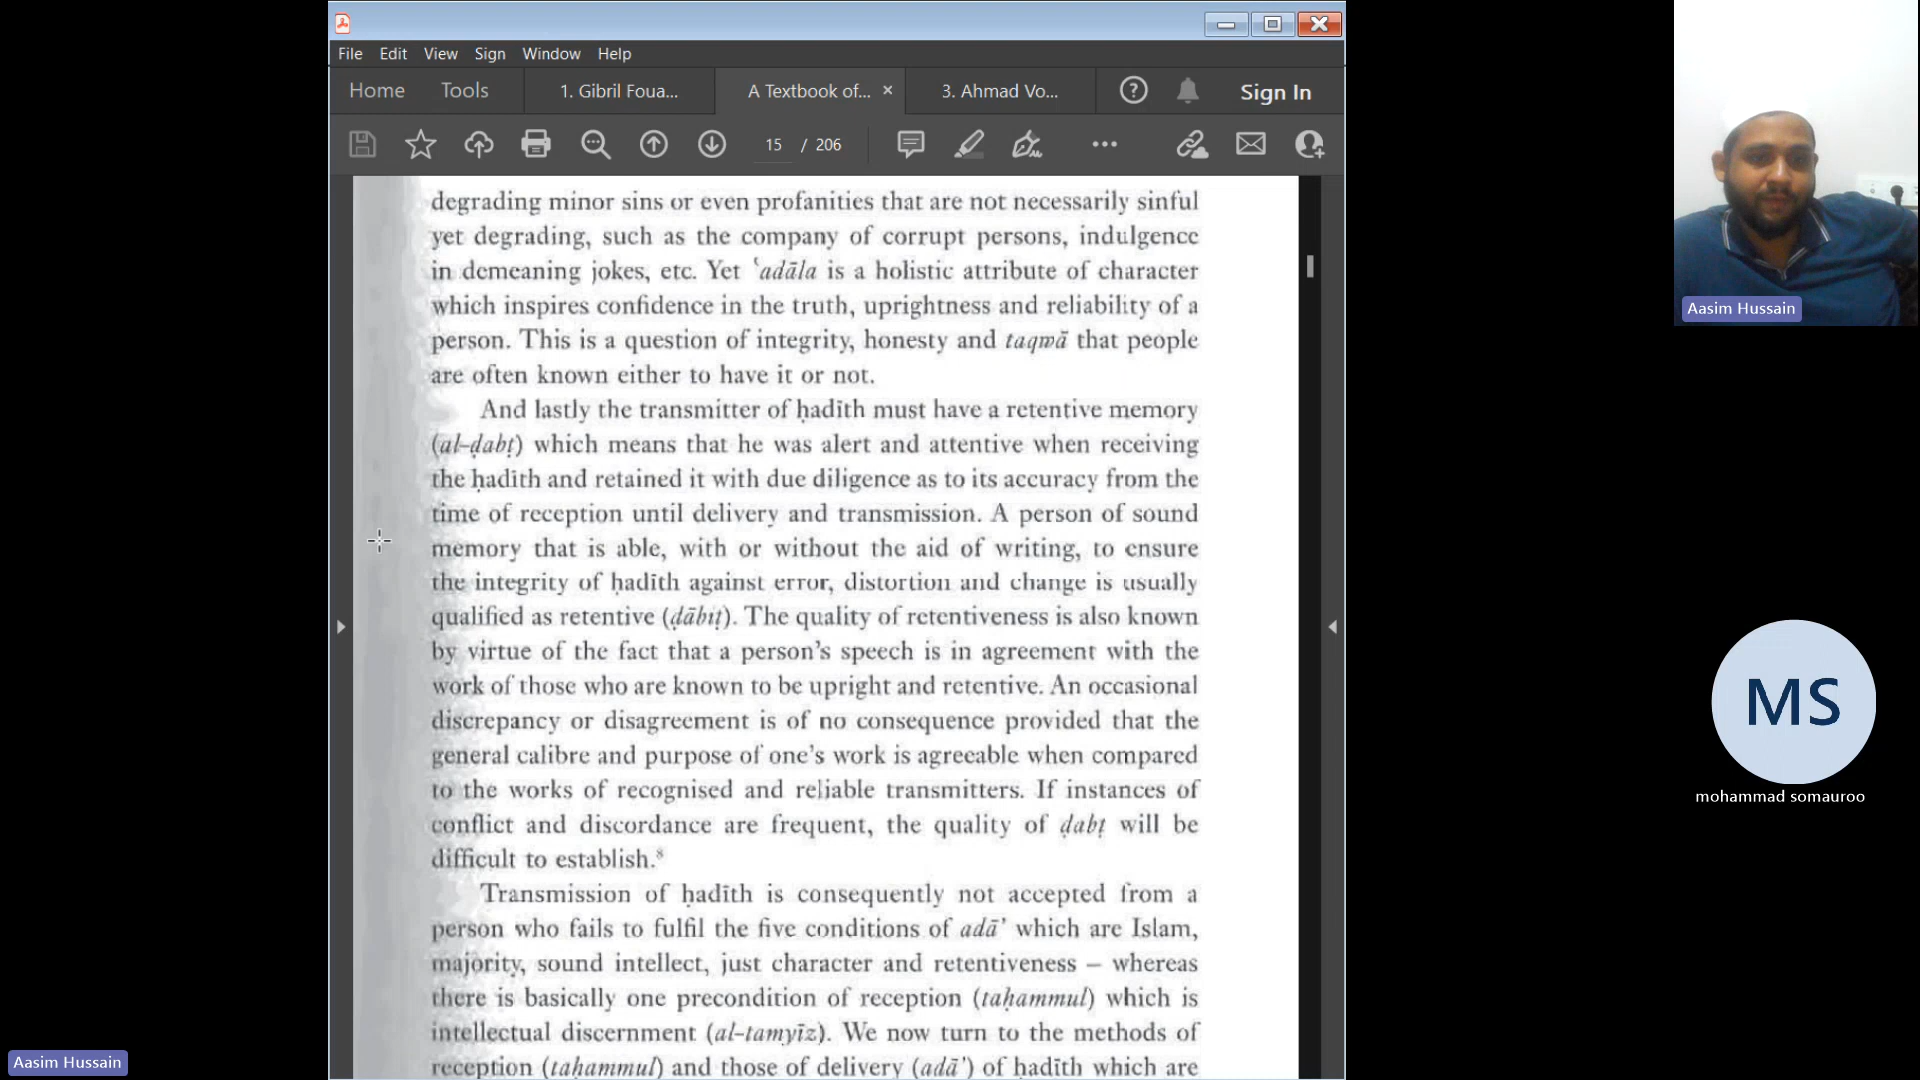 File Edit View Sign Window Help
Home Tools 1. Gibril Foua... A Textbook of... × 3. Ahmad Vo... ? Sign In
15 / 206
degrading minor sins or even profanities that are not necessarily sinful
yet degrading, such as the company of corrupt persons, indulgence
in demeaning jokes, etc. Yet ʿadāla is a holistic attribute of character
which inspires confidence in the truth, uprightness and reliability of a
person. This is a question of integrity, honesty and taqwā that people
are often known either to have it or not.
And lastly the transmitter of ḥadīth must have a retentive memory
(al-ḍabṭ) which means that he was alert and attentive when receiving
the ḥadīth and retained it with due diligence as to its accuracy from the
time of reception until delivery and transmission. A person of sound
memory that is able, with or without the aid of writing, to ensure
the integrity of ḥadīth against error, distortion and change is usually
qualified as retentive (ḍābiṭ). The quality of retentiveness is also known
by virtue of the fact that a person's speech is in agreement with the
work of those who are known to be upright and retentive. An occasional
discrepancy or disagreement is of no consequence provided that the
general calibre and purpose of one's work is agreeable when compared
to the works of recognised and reliable transmitters. If instances of
conflict and discordance are frequent, the quality of ḍabṭ will be
difficult to establish.⁸
Transmission of ḥadīth is consequently not accepted from a
person who fails to fulfil the five conditions of adā' which are Islam,
majority, sound intellect, just character and retentiveness – whereas
there is basically one precondition of reception (taḥammul) which is
intellectual discernment (al-tamyīz). We now turn to the methods of
reception (taḥammul) and those of delivery (adā') of ḥadīth which are
Aasim Hussain
MS
mohammad somauroo
Aasim Hussain